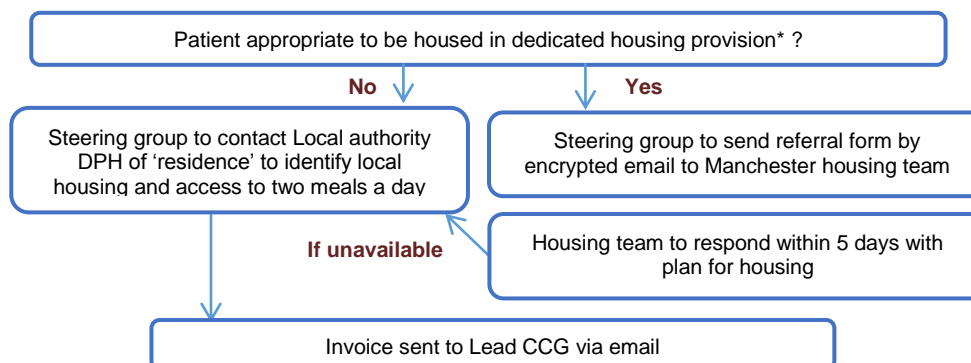 Patient appropriate to be housed in dedicated housing provision* ?
No
Yes
Steering group to contact Local authority
DPH of ‘residence’ to identify local
housing and access to two meals a day
Steering group to send referral form by
encrypted email to Manchester housing team
If unavailable
Housing team to respond within 5 days with
plan for housing
Invoice sent to Lead CCG via email